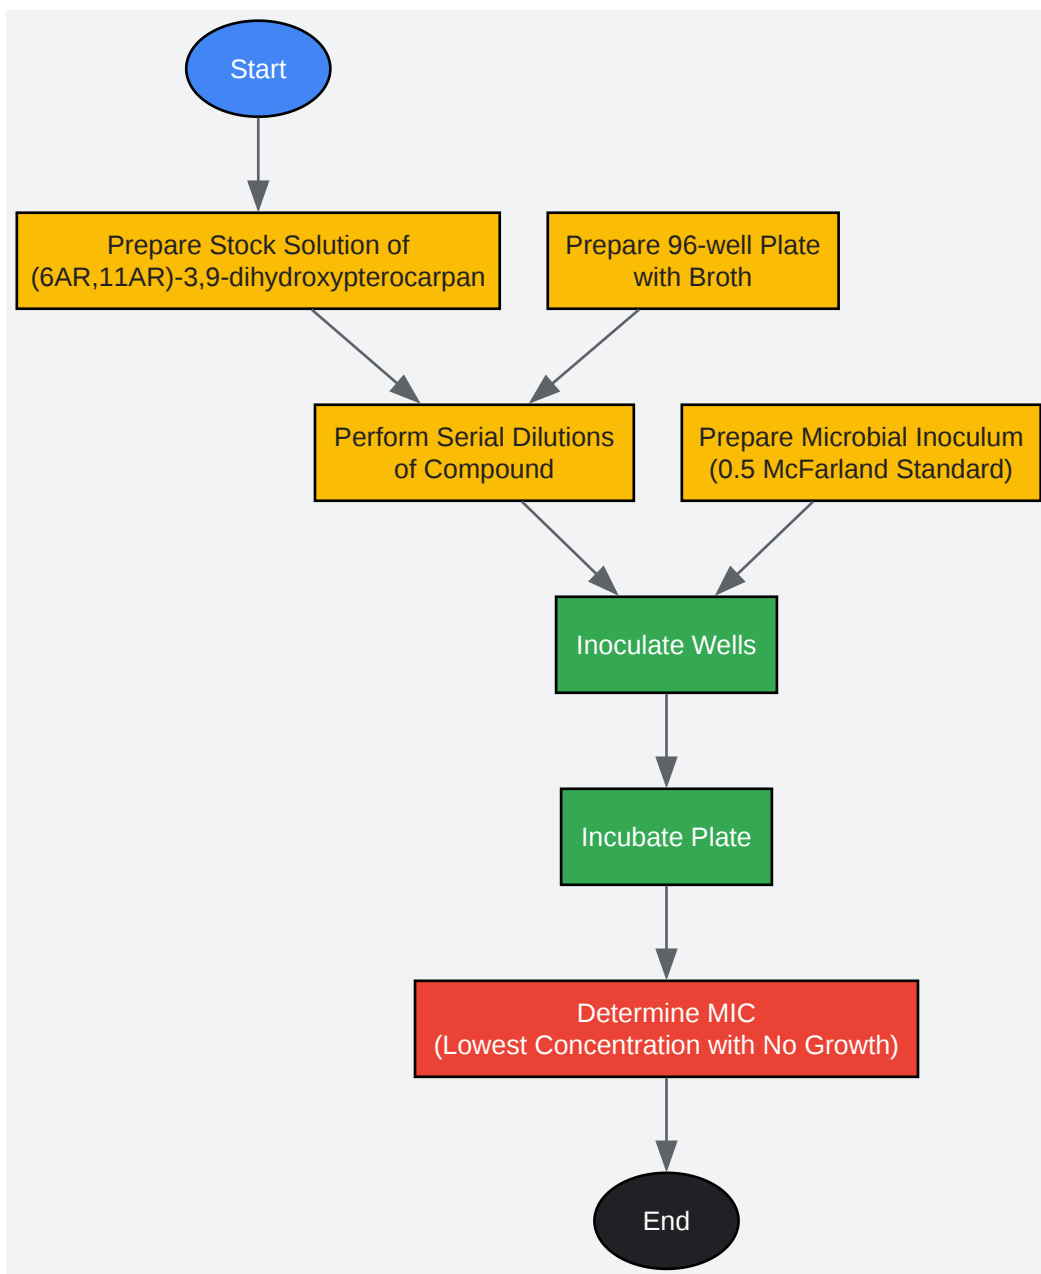 Start
Prepare Stock Solution of
(6AR,11AR)-3,9-dihydroxypterocarpan
Prepare 96-well Plate
with Broth
Perform Serial Dilutions
of Compound
Prepare Microbial Inoculum
(0.5 McFarland Standard)
Inoculate Wells
Incubate Plate
Determine MIC
(Lowest Concentration with No Growth)
End